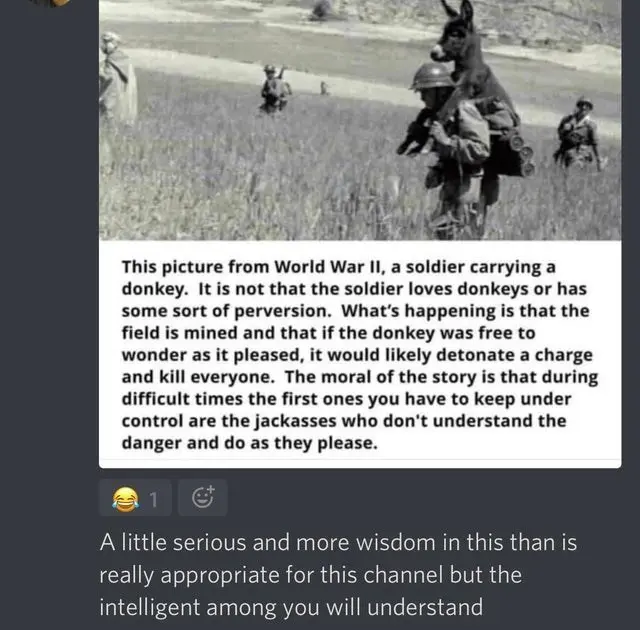 This picture from World War II, a soldier carrying a
donkey.  It is not that the soldier loves donkeys or has
some sort of perversion.  What's happening is that the
field is mined and that if the donkey was free to
wonder as it pleased, it would likely detonate a charge
and kill everyone.  The moral of the story is that during
difficult times the first ones you have to keep under
control are the jackasses who don't understand the
danger and do as they please.
😂 1
A little serious and more wisdom in this than is
really appropriate for this channel but the
intelligent among you will understand